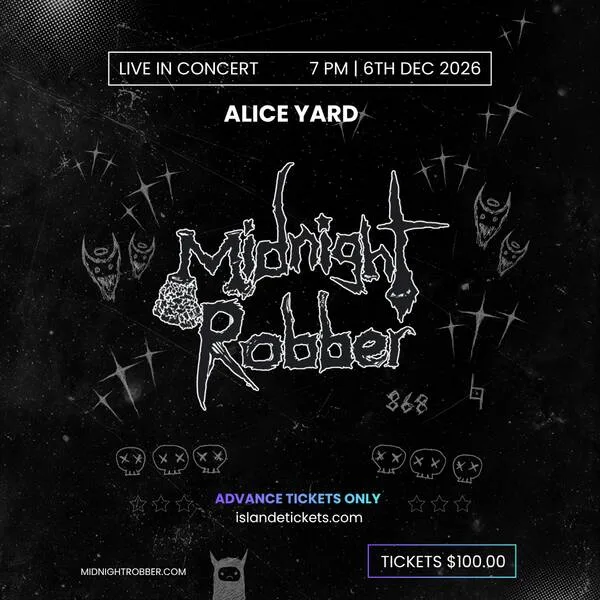 LIVE IN CONCERT 7 PM | 6TH DEC 2026
ALICE YARD
Midnight
Robber
868
ADVANCE TICKETS ONLY
islandetickets.com
TICKETS $100.00
MIDNIGHTROBBER.COM